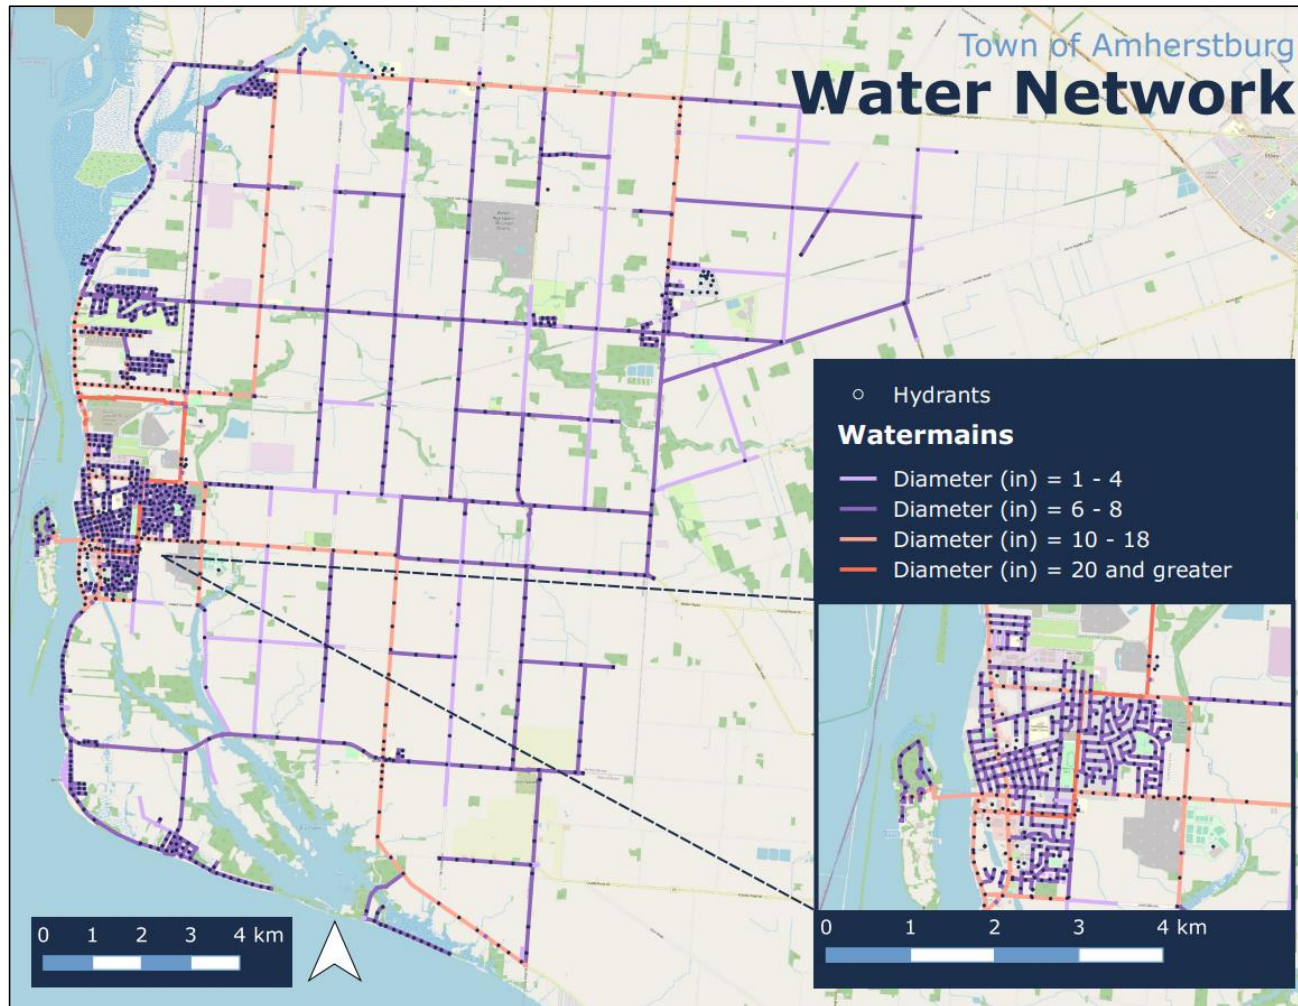 Town of Amherstburg
Water Network
Hydrants
Watermains
Diameter (in) = 1 - 4
Diameter (in) = 6 - 8
Diameter (in) = 10 - 18
Diameter (in) = 20 and greater
0 1 2 3 4 km
0 1 2 3 4 km